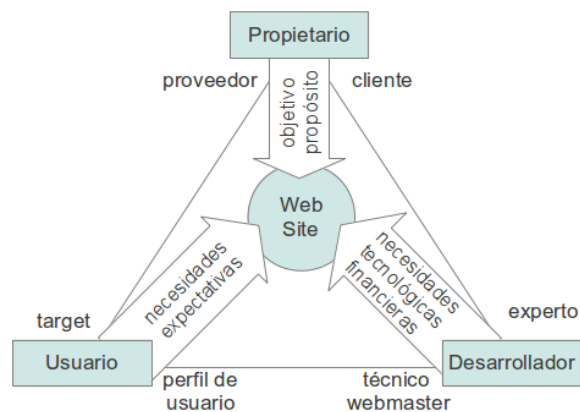 Propietario
proveedor
cliente
objetivo
propósito
Web
Site
necesidades
expectativas
necesidades
tecnológicas
financieras
target
experto
Usuario
Desarrollador
perfil de
usuario
técnico
webmaster